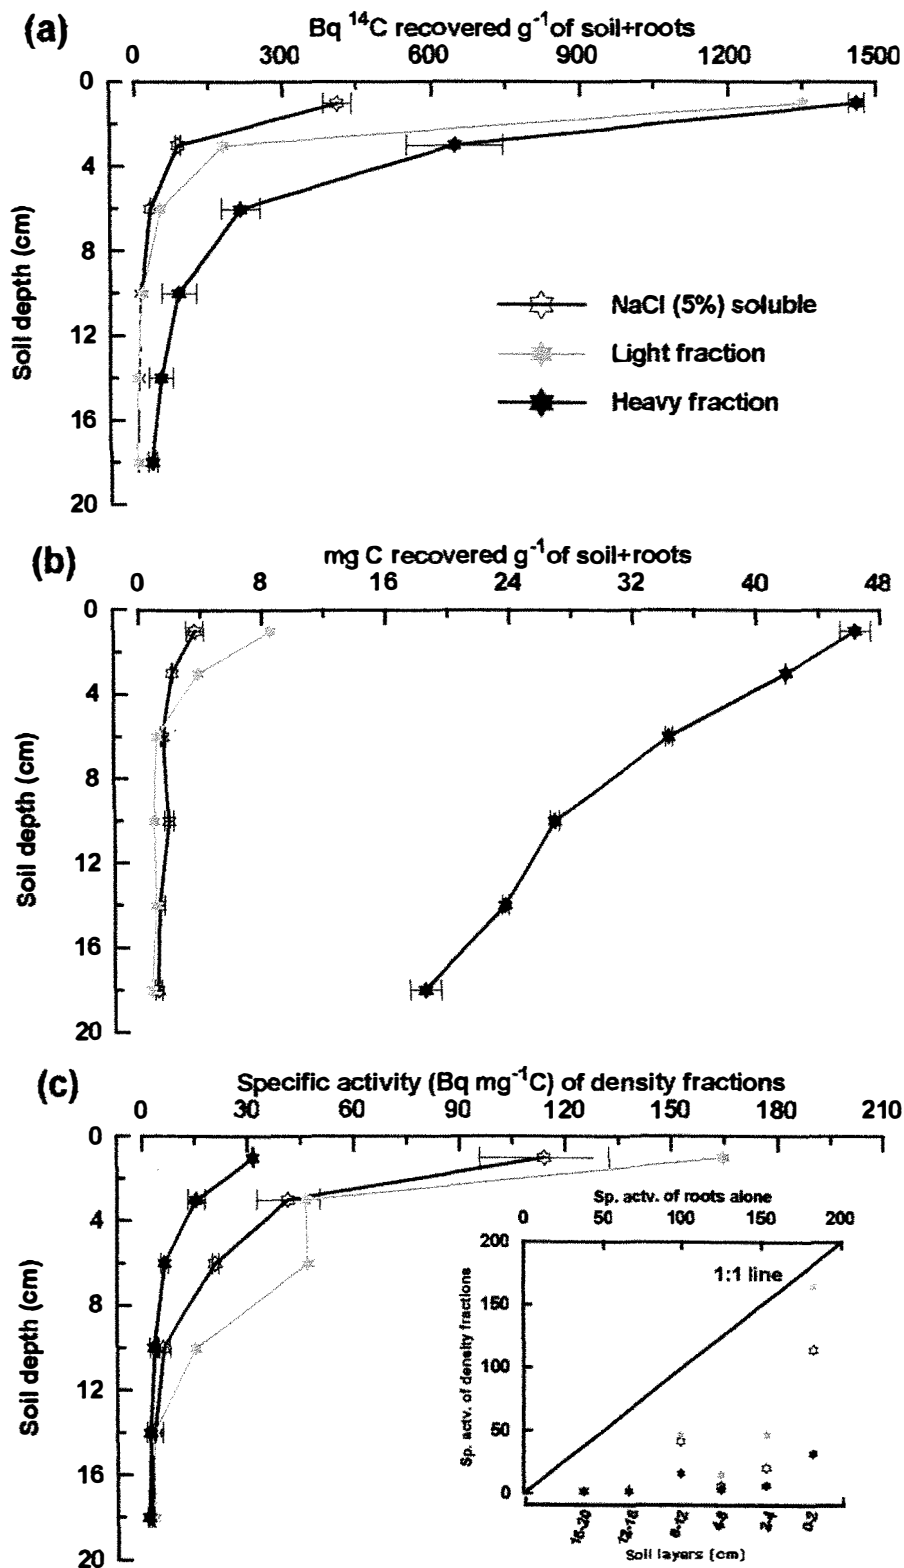 (a)
Bq ¹⁴C recovered g⁻¹of soil+roots
0 300 600 900 1200 1500
0
4
8
12
16
20
Soil depth (cm)
NaCl (5%) soluble
Light fraction
Heavy fraction
(b)
mg C recovered g⁻¹of soil+roots
0 8 16 24 32 40 48
0
4
8
12
16
20
Soil depth (cm)
(c)
Specific activity (Bq mg⁻¹C) of density fractions
0 30 60 90 120 150 180 210
0
4
8
12
16
20
Soil depth (cm)
Sp. actv. of roots alone
0 50 100 150 200
200
150
100
50
0
Sp. actv. of density fractions
1:1 line
16-20 12-16 8-12 4-8 2-4 0-2
Soil layers (cm)